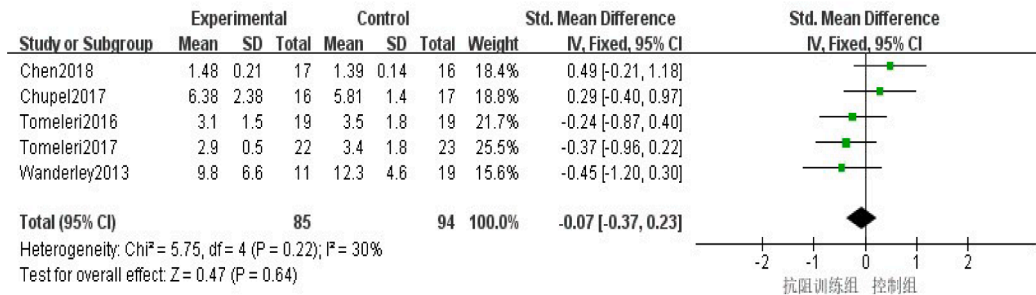 Experimental Control Std. Mean Difference Std. Mean Difference
Study or Subgroup Mean SD Total Mean SD Total Weight IV, Fixed, 95% CI IV, Fixed, 95% CI
Chen2018 1.48 0.21 17 1.39 0.14 16 18.4% 0.49 [-0.21, 1.18]
Chupel2017 6.38 2.38 16 5.81 1.4 17 18.8% 0.29 [-0.40, 0.97]
Tomeleri2016 3.1 1.5 19 3.5 1.8 19 21.7% -0.24 [-0.87, 0.40]
Tomeleri2017 2.9 0.5 22 3.4 1.8 23 25.5% -0.37 [-0.96, 0.22]
Wanderley2013 9.8 6.6 11 12.3 4.6 19 15.6% -0.45 [-1.20, 0.30]
Total (95% CI) 85 94 100.0% -0.07 [-0.37, 0.23]
Heterogeneity: Chi² = 5.75, df = 4 (P = 0.22); I² = 30%
Test for overall effect: Z = 0.47 (P = 0.64)
-2 -1 0 1 2
抗阻训练组 控制组